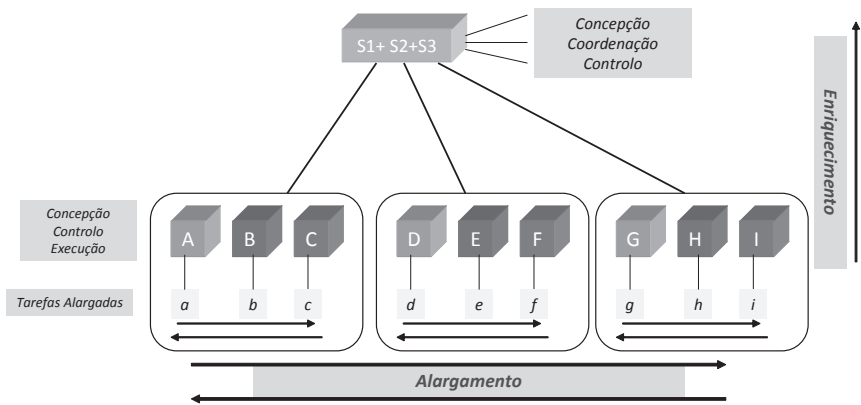 S1+ S2+S3
Concepção
Coordenação
Controlo
Enriquecimento
Concepção
Controlo
Execução
A B C D E F G H I
Tarefas Alargadas
a b c d e f g h i
Alargamento